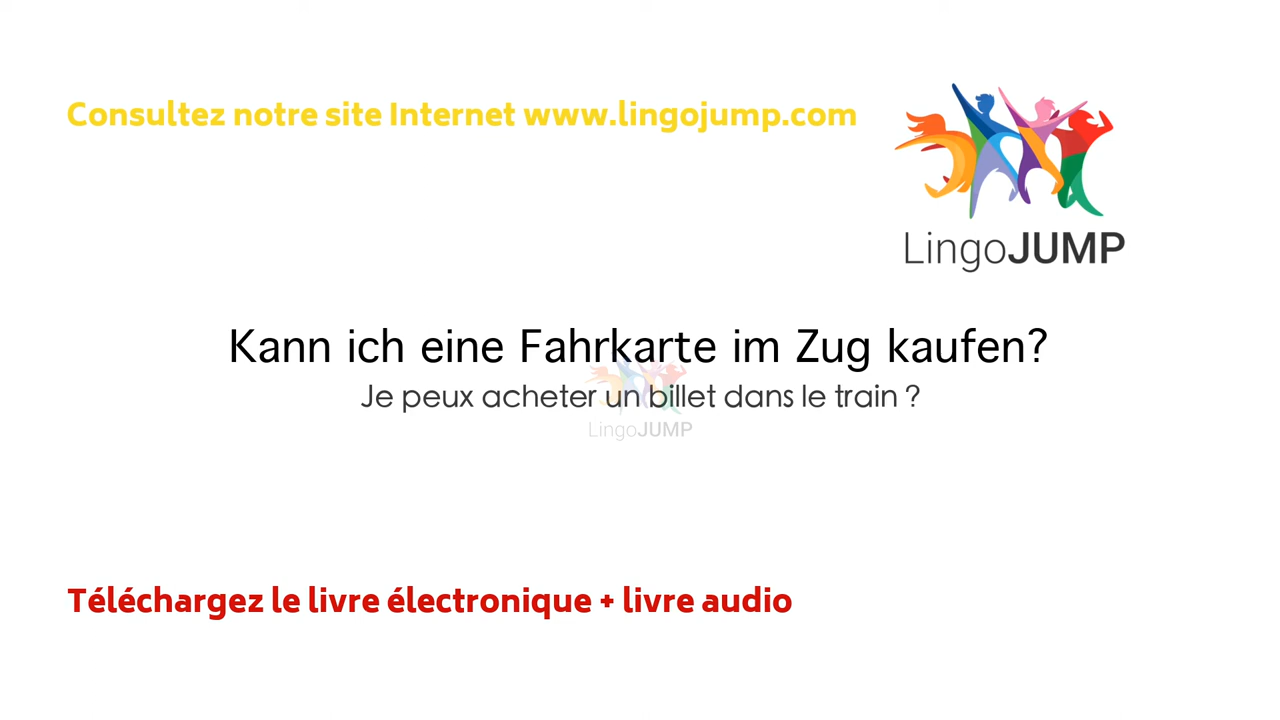 Consultez notre site Internet www.lingojump.com
LingoJUMP
Kann ich eine Fahrkarte im Zug kaufen?
Je peux acheter un billet dans le train ?
LingoJUMP
Téléchargez le livre électronique + livre audio